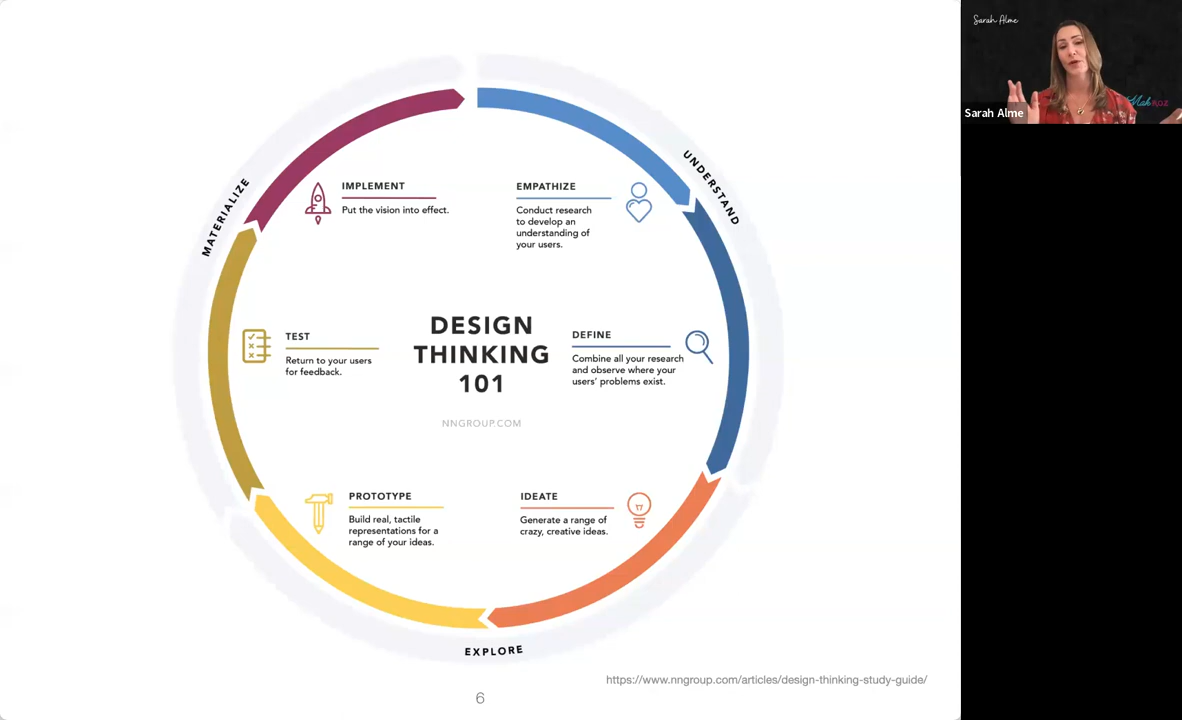 MATERIALIZE
UNDERSTAND
IMPLEMENT
Put the vision into effect.
EMPATHIZE
Conduct research
to develop an
understanding of
your users.
TEST
Return to your users
for feedback.
DESIGN
THINKING
101
NNGROUP.COM
DEFINE
Combine all your research
and observe where your
users' problems exist.
PROTOTYPE
Build real, tactile
representations for a
range of your ideas.
IDEATE
Generate a range of
crazy, creative ideas.
EXPLORE
https://www.nngroup.com/articles/design-thinking-study-guide/
6
Sarah Alme
Sarah Alme